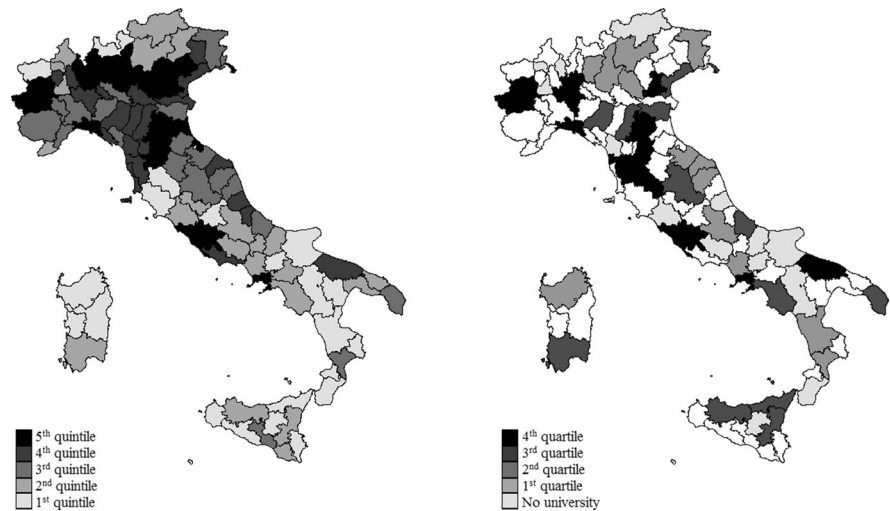 5th quintile
4th quintile
3rd quintile
2nd quintile
1st quintile
4th quartile
3rd quartile
2nd quartile
1st quartile
No university